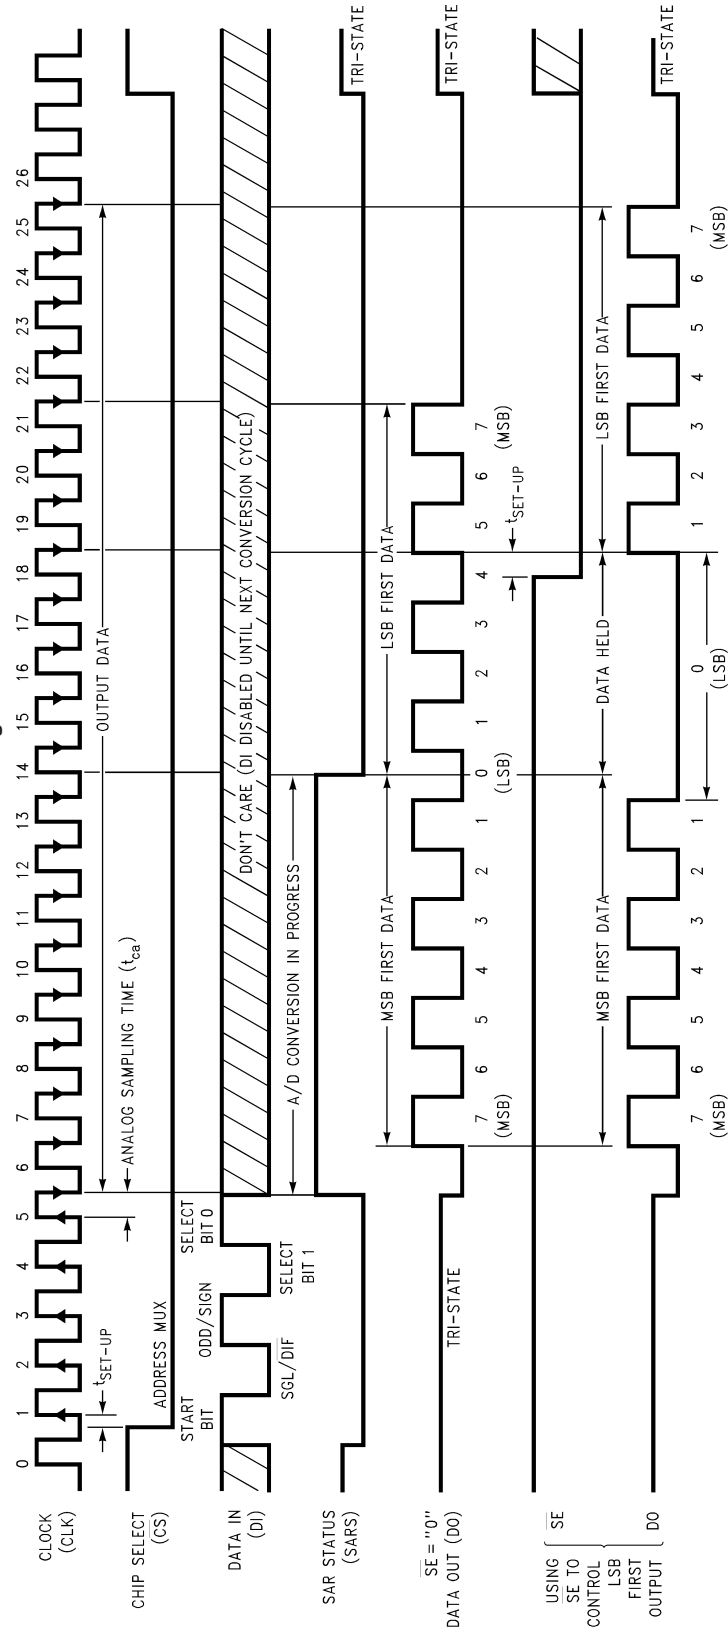 CLOCK
(CLK)
0 1 2 3 4 5 6 7 8 9 10 11 12 13 14 15 16 17 18 19 20 21 22 23 24 25 26
tSET-UP
ANALOG SAMPLING TIME (tca)
OUTPUT DATA
CHIP SELECT
(CS)
ADDRESS MUX
START
BIT
ODD/SIGN
SELECT
BIT 0
DATA IN
(DI)
DON'T CARE (DI DISABLED UNTIL NEXT CONVERSION CYCLE)
SGL/DIF
SELECT
BIT 1
A/D CONVERSION IN PROGRESS
SAR STATUS
(SARS)
TRI-STATE
MSB FIRST DATA
LSB FIRST DATA
SE = "0"
DATA OUT (DO)
TRI-STATE
TRI-STATE
7 6 5 4 3 2 1 0 1 2 3 4 5 6 7
(MSB) (LSB) (MSB)
tSET-UP
USING
SE TO
CONTROL
LSB
FIRST
OUTPUT
SE
MSB FIRST DATA
DATA HELD
LSB FIRST DATA
DO
TRI-STATE
7 6 5 4 3 2 1 0 1 2 3 4 5 6 7
(MSB) (LSB) (MSB)